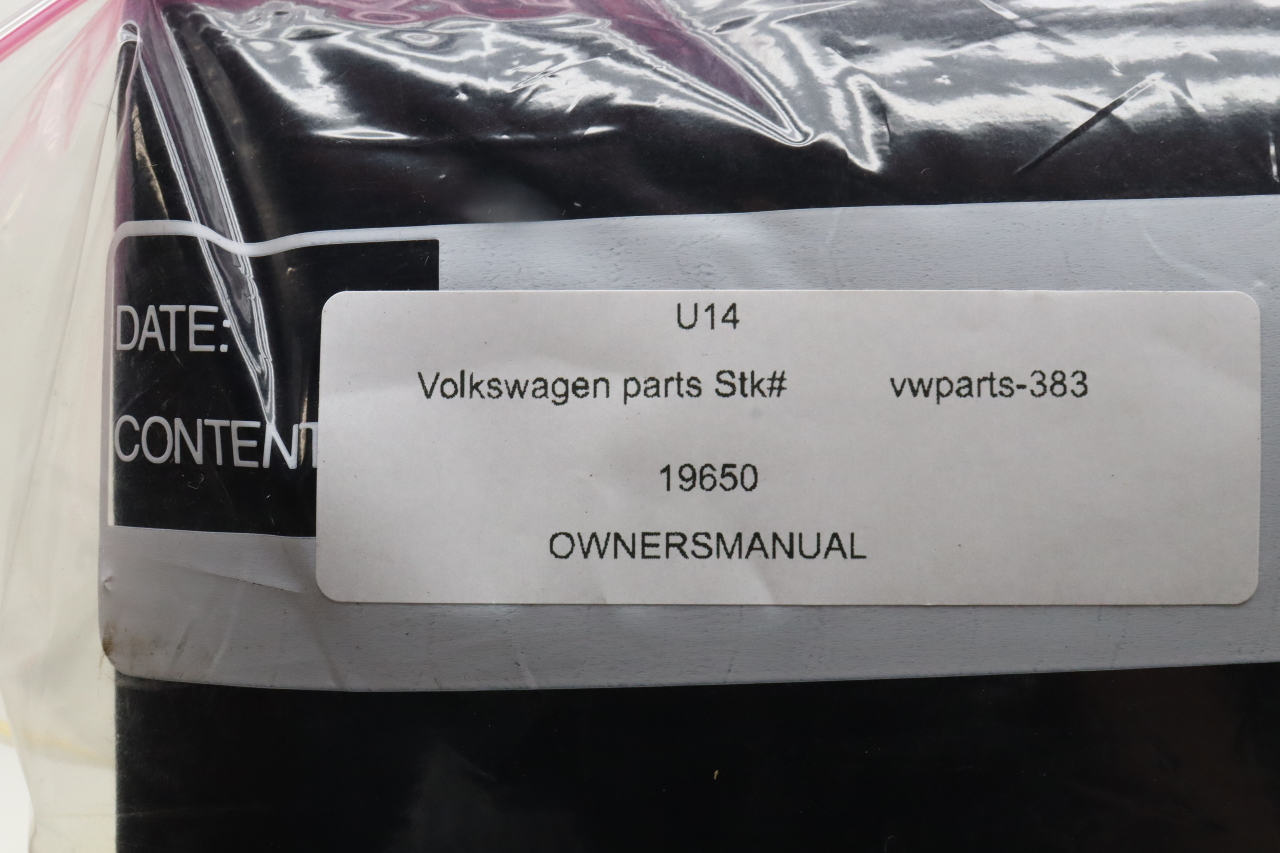 DATE:
CONTENT
U14
Volkswagen parts Stk# vwparts-383
19650
OWNERSMANUAL